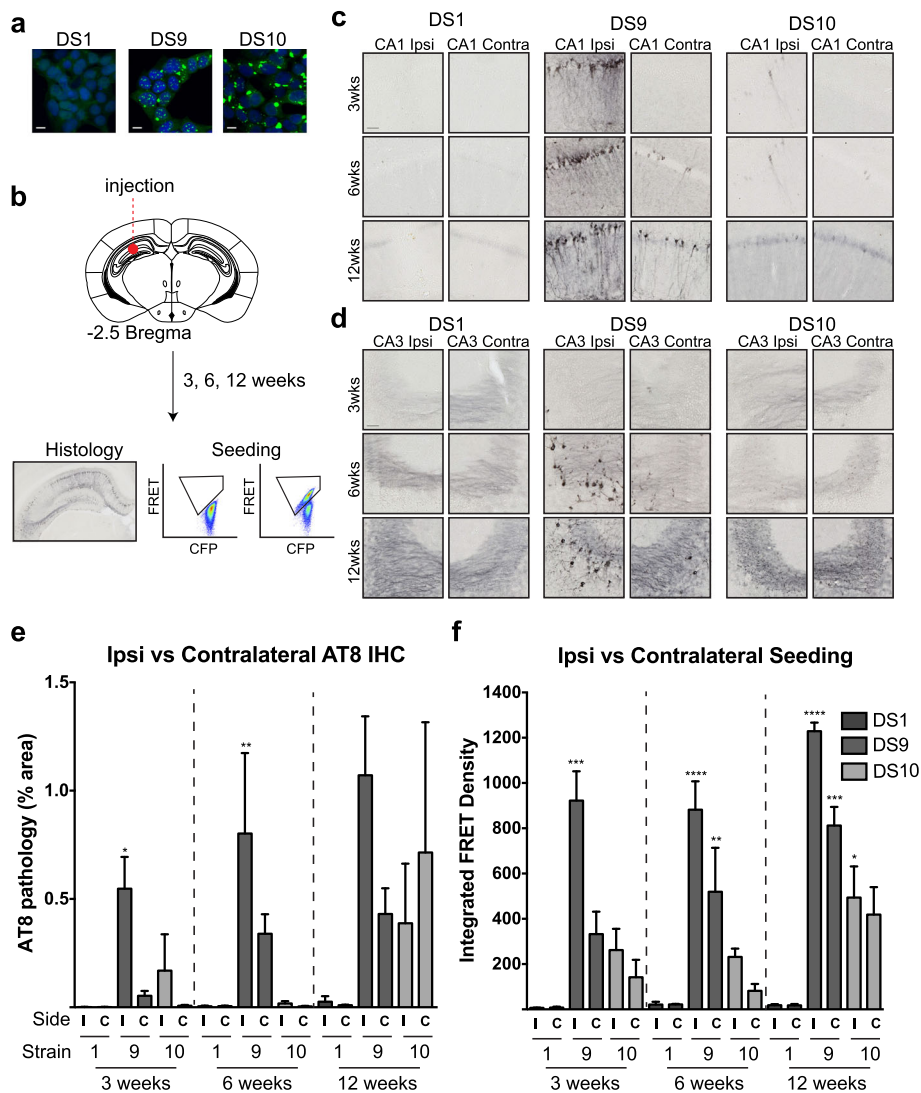 a
DS1 DS9 DS10
b
injection
-2.5 Bregma
3, 6, 12 weeks
Histology Seeding
FRET FRET
CFP CFP
c
DS1 DS9 DS10
CA1 Ipsi CA1 Contra CA1 Ipsi CA1 Contra CA1 Ipsi CA1 Contra
3wks
6wks
12wks
d
DS1 DS9 DS10
CA3 Ipsi CA3 Contra CA3 Ipsi CA3 Contra CA3 Ipsi CA3 Contra
3wks
6wks
12wks
e
Ipsi vs Contralateral AT8 IHC
AT8 pathology (% area)
1.5
1.0
0.5
* **
Side I C I C I C I C I C I C I C I C I C
Strain 1 9 10 1 9 10 1 9 10
3 weeks 6 weeks 12 weeks
f
Ipsi vs Contralateral Seeding
Integrated FRET Density
1400
1200
1000
800
600
400
200
*** **** ** **** *** *
DS1
DS9
DS10
I C I C I C I C I C I C I C I C I C
1 9 10 1 9 10 1 9 10
3 weeks 6 weeks 12 weeks